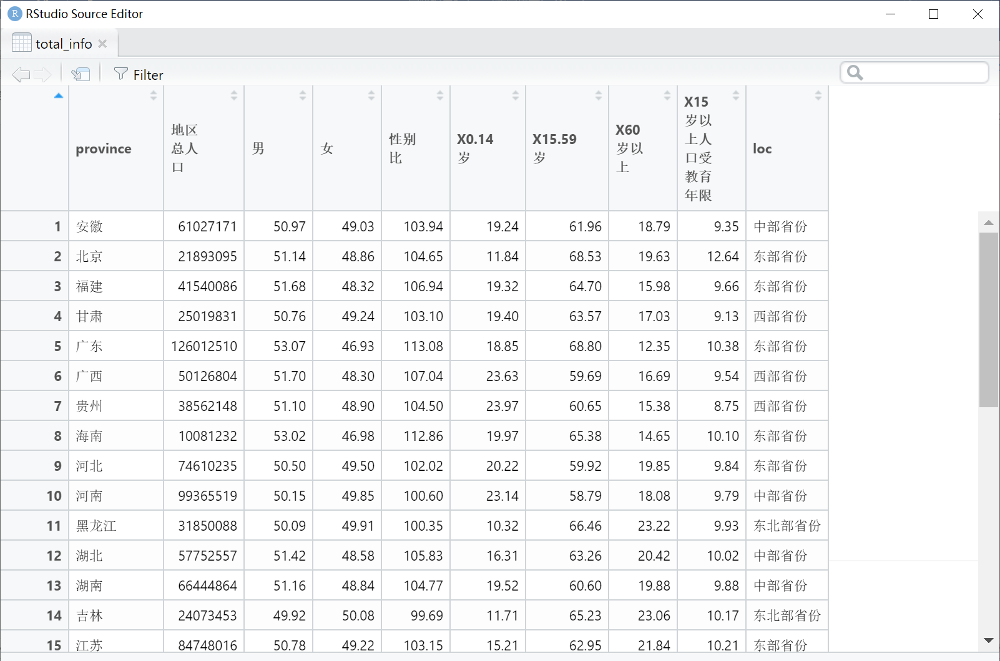 RStudio Source Editor
total_info
Filter
province 地区总人口 男 女 性别比 X0.14岁 X15.59岁 X60岁以上 X15岁以上人口受教育年限 loc
1 安徽 61027171 50.97 49.03 103.94 19.24 61.96 18.79 9.35 中部省份
2 北京 21893095 51.14 48.86 104.65 11.84 68.53 19.63 12.64 东部省份
3 福建 41540086 51.68 48.32 106.94 19.32 64.70 15.98 9.66 东部省份
4 甘肃 25019831 50.76 49.24 103.10 19.40 63.57 17.03 9.13 西部省份
5 广东 126012510 53.07 46.93 113.08 18.85 68.80 12.35 10.38 东部省份
6 广西 50126804 51.70 48.30 107.04 23.63 59.69 16.69 9.54 西部省份
7 贵州 38562148 51.10 48.90 104.50 23.97 60.65 15.38 8.75 西部省份
8 海南 10081232 53.02 46.98 112.86 19.97 65.38 14.65 10.10 东部省份
9 河北 74610235 50.50 49.50 102.02 20.22 59.92 19.85 9.84 东部省份
10 河南 99365519 50.15 49.85 100.60 23.14 58.79 18.08 9.79 中部省份
11 黑龙江 31850088 50.09 49.91 100.35 10.32 66.46 23.22 9.93 东北部省份
12 湖北 57752557 51.42 48.58 105.83 16.31 63.26 20.42 10.02 中部省份
13 湖南 66444864 51.16 48.84 104.77 19.52 60.60 19.88 9.88 中部省份
14 吉林 24073453 49.92 50.08 99.69 11.71 65.23 23.06 10.17 东北部省份
15 江苏 84748016 50.78 49.22 103.15 15.21 62.95 21.84 10.21 东部省份